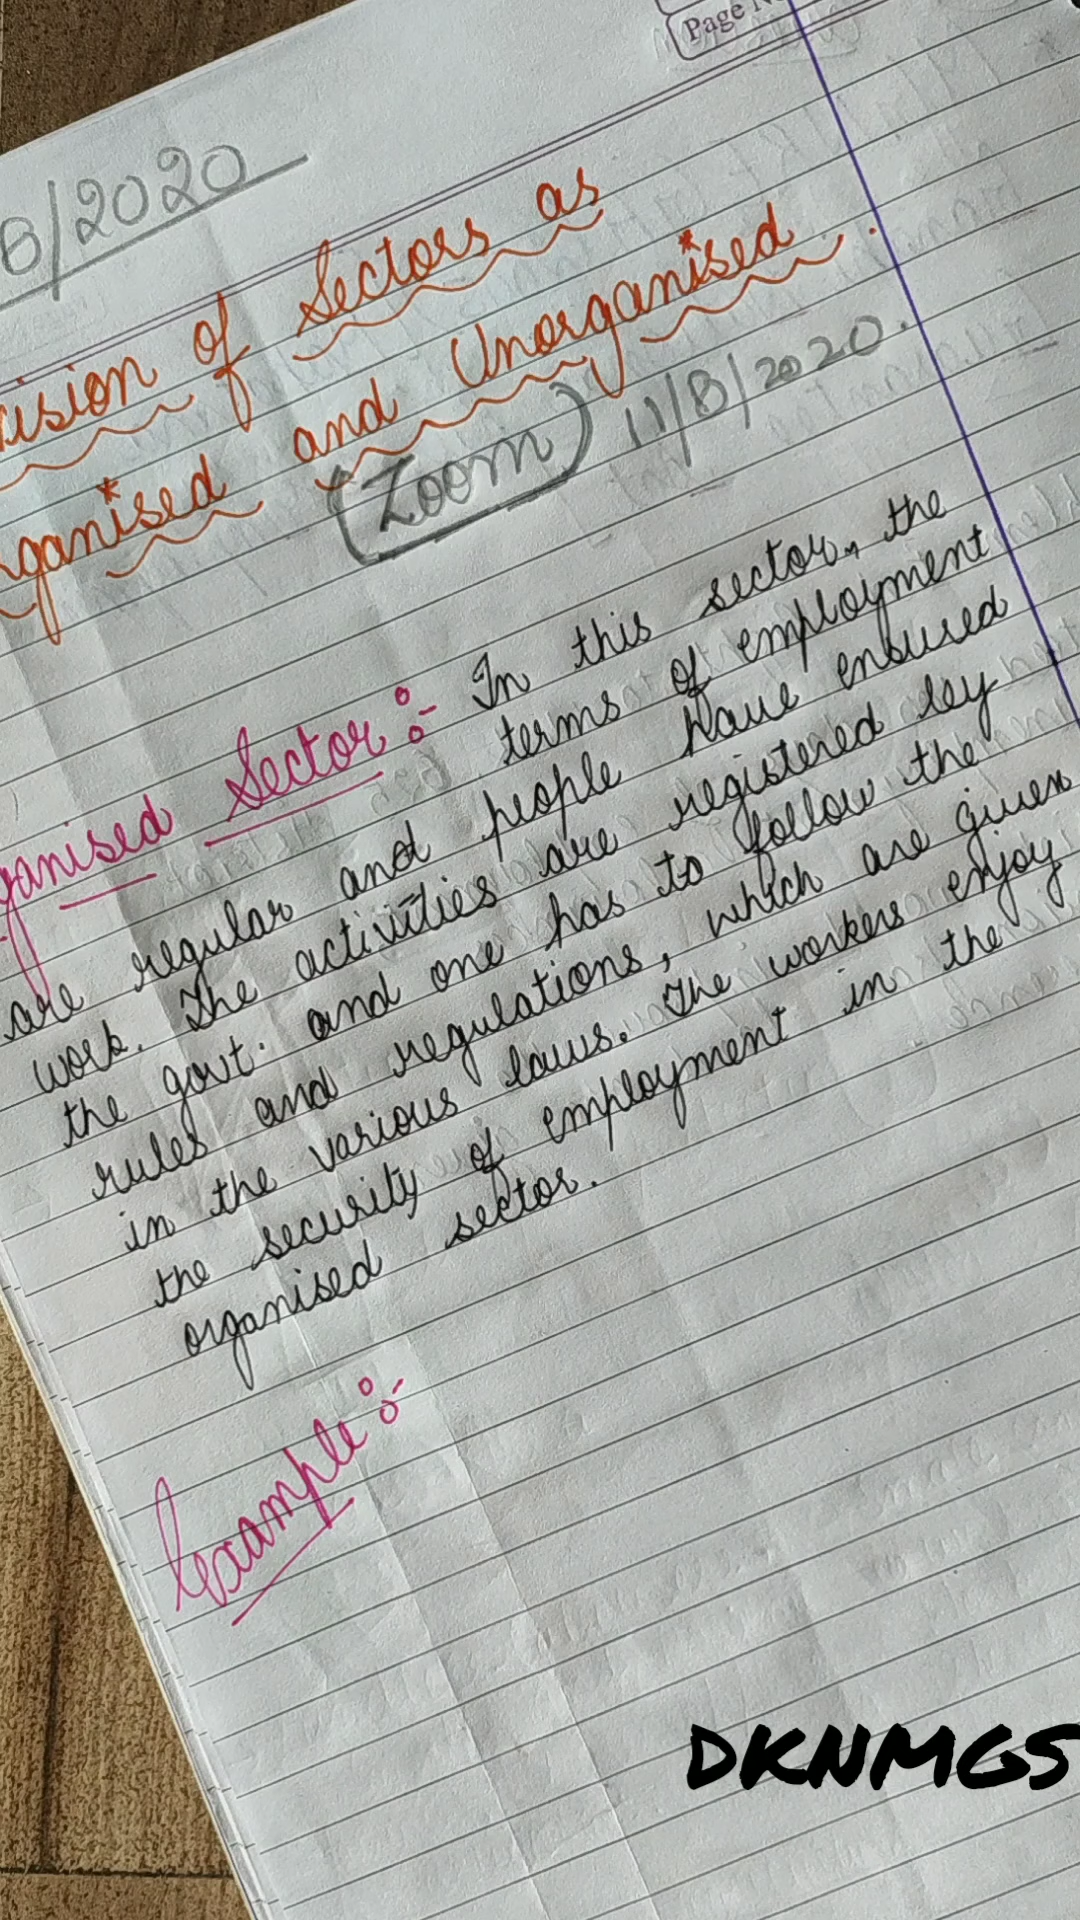 Page N
8/2020
ision of Sectors as
ganised and Unorganised.
(Zoom) 11/8/2020.
ganised Sector:- In this sector, the
terms of employment
are regular and people have ensured
work. The activities are registered by
the govt. and one has to follow the
rules and regulations, which are given
in the various laws. The workers enjoy
the security of employment in the
organised sector.
Example:-
DKNMGS